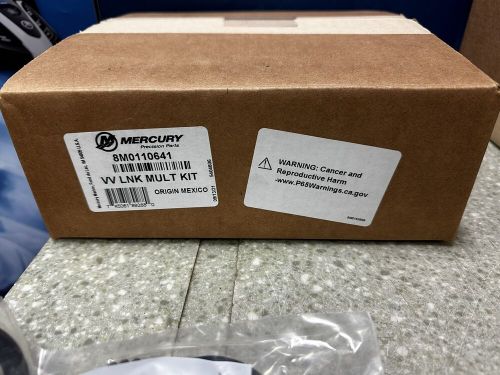 MERCURY
Precision Parts
8M0110641
VV LNK MULT KIT
ORIGIN MEXICO
WARNING: Cancer and
Reproductive Harm
-www.P65Warnings.ca.gov